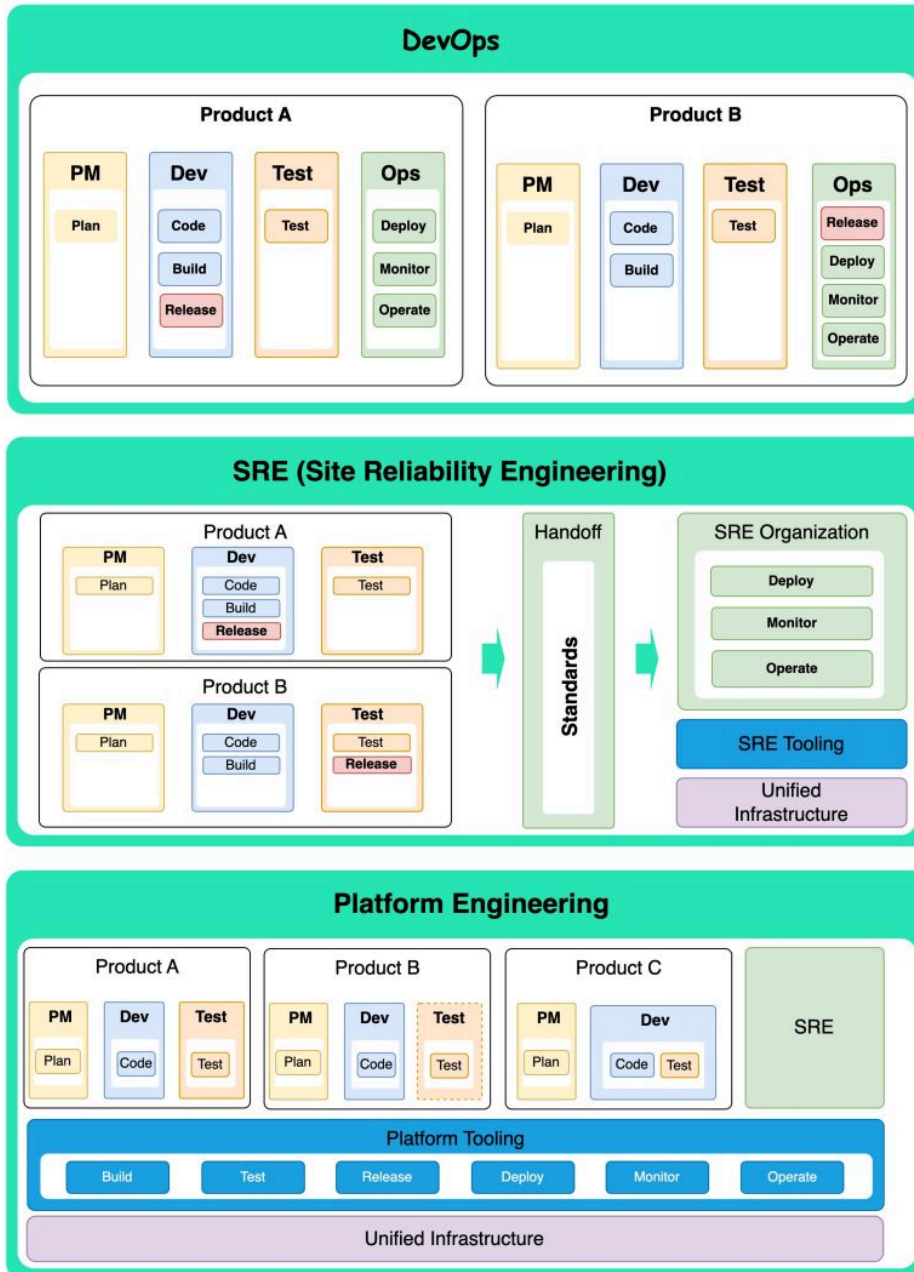 DevOps
Product A
PM
Plan
Dev
Code
Build
Release
Test
Test
Ops
Deploy
Monitor
Operate
Product B
PM
Plan
Dev
Code
Build
Test
Test
Ops
Release
Deploy
Monitor
Operate
SRE (Site Reliability Engineering)
Product A
PM
Plan
Dev
Code
Build
Release
Test
Test
Product B
PM
Plan
Dev
Code
Build
Test
Test
Release
Handoff
Standards
SRE Organization
Deploy
Monitor
Operate
SRE Tooling
Unified
Infrastructure
Platform Engineering
Product A
PM
Plan
Dev
Code
Test
Test
Product B
PM
Plan
Dev
Code
Test
Test
Product C
PM
Plan
Dev
Code
Test
SRE
Platform Tooling
Build
Test
Release
Deploy
Monitor
Operate
Unified Infrastructure